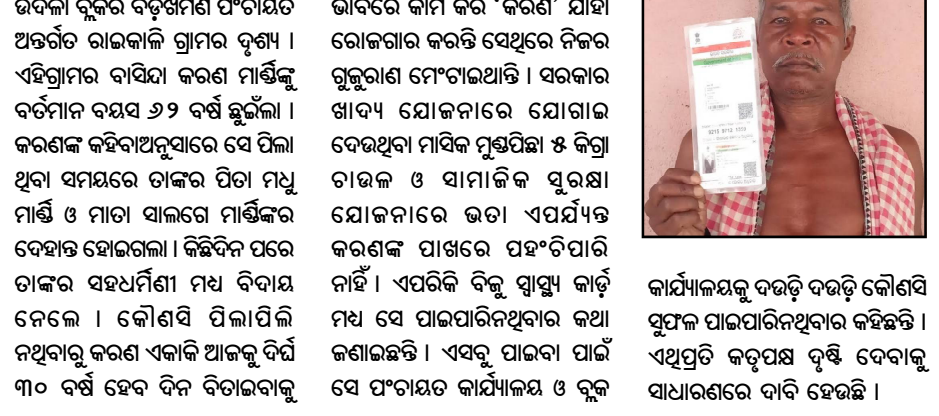 ଉଦଳା ବ୍ଲକର ବଡ଼ଖମଣ ପଂଚାୟତ
ଅନ୍ତର୍ଗତ ରାଇକାଳି ଗ୍ରାମର ଦୃଶ୍ୟ ।
ଏହିଗ୍ରାମର ବାସିନ୍ଦା କରଣ ମାର୍ଣ୍ଡିଙ୍କୁ
ବର୍ତମାନ ବୟସ ୬୨ ବର୍ଷ ଛୁଇଁଲା ।
କରଣଙ୍କ କହିବାଅନୁସାରେ ସେ ପିଲା
ଥିବା ସମୟରେ ତାଙ୍କର ପିତା ମଧୁ
ମାର୍ଣ୍ଡି ଓ ମାତା ସାଲଗେ ମାର୍ଣ୍ଡିଙ୍କର
ଦେହାନ୍ତ ହୋଇଗଲା । କିଛିଦିନ ପରେ
ତାଙ୍କର ସହଧର୍ମିଣୀ ମଧ୍ୟ ବିଦାୟ
ନେଲେ । କୌଣସି ପିଲାପିଲି
ନଥିବାରୁ କରଣ ଏକାକି ଆଜକୁ ଦିର୍ଘ
୩୦ ବର୍ଷ ହେବ ଦିନ ବିତାଇବାକୁ
ଭାବରେ କାମ କରି ‘କରଣ’ ଯାହା
ରୋଜଗାର କରନ୍ତି ସେଥିରେ ନିଜର
ଗୁଜୁରାଣ ମେଂଟାଇଥାନ୍ତି । ସରକାର
ଖାଦ୍ୟ ଯୋଜନାରେ ଯୋଗାଇ
ଦେଉଥିବା ମାସିକ ମୁଣ୍ଡପିଛା ୫ କିଗ୍ରା
ଚାଉଳ ଓ ସାମାଜିକ ସୁରକ୍ଷା
ଯୋଜନାରେ ଭତା ଏପର୍ଯ୍ୟନ୍ତ
କରଣଙ୍କ ପାଖରେ ପହଂଚିପାରି
ନାହିଁ । ଏପରିକି ବିଜୁ ସ୍ୱାସ୍ଥ୍ୟ କାର୍ଡ଼
ମଧ୍ୟ ସେ ପାଇପାରିନଥିବାର କଥା
ଜଣାଇଛନ୍ତି । ଏସବୁ ପାଇବା ପାଇଁ
ସେ ପଂଚାୟତ କାର୍ଯ୍ୟାଳୟ ଓ ବ୍ଲକ
କାର୍ଯ୍ୟାଳୟକୁ ଦଉଡ଼ି ଦଉଡ଼ି କୌଣସି
ସୁଫଳ ପାଇପାରିନଥିବାର କହିଛନ୍ତି ।
ଏଥିପ୍ରତି କତୃପକ୍ଷ ଦୃଷ୍ଟି ଦେବାକୁ
ସାଧାରଣରେ ଦାବି ହେଉଛି ।